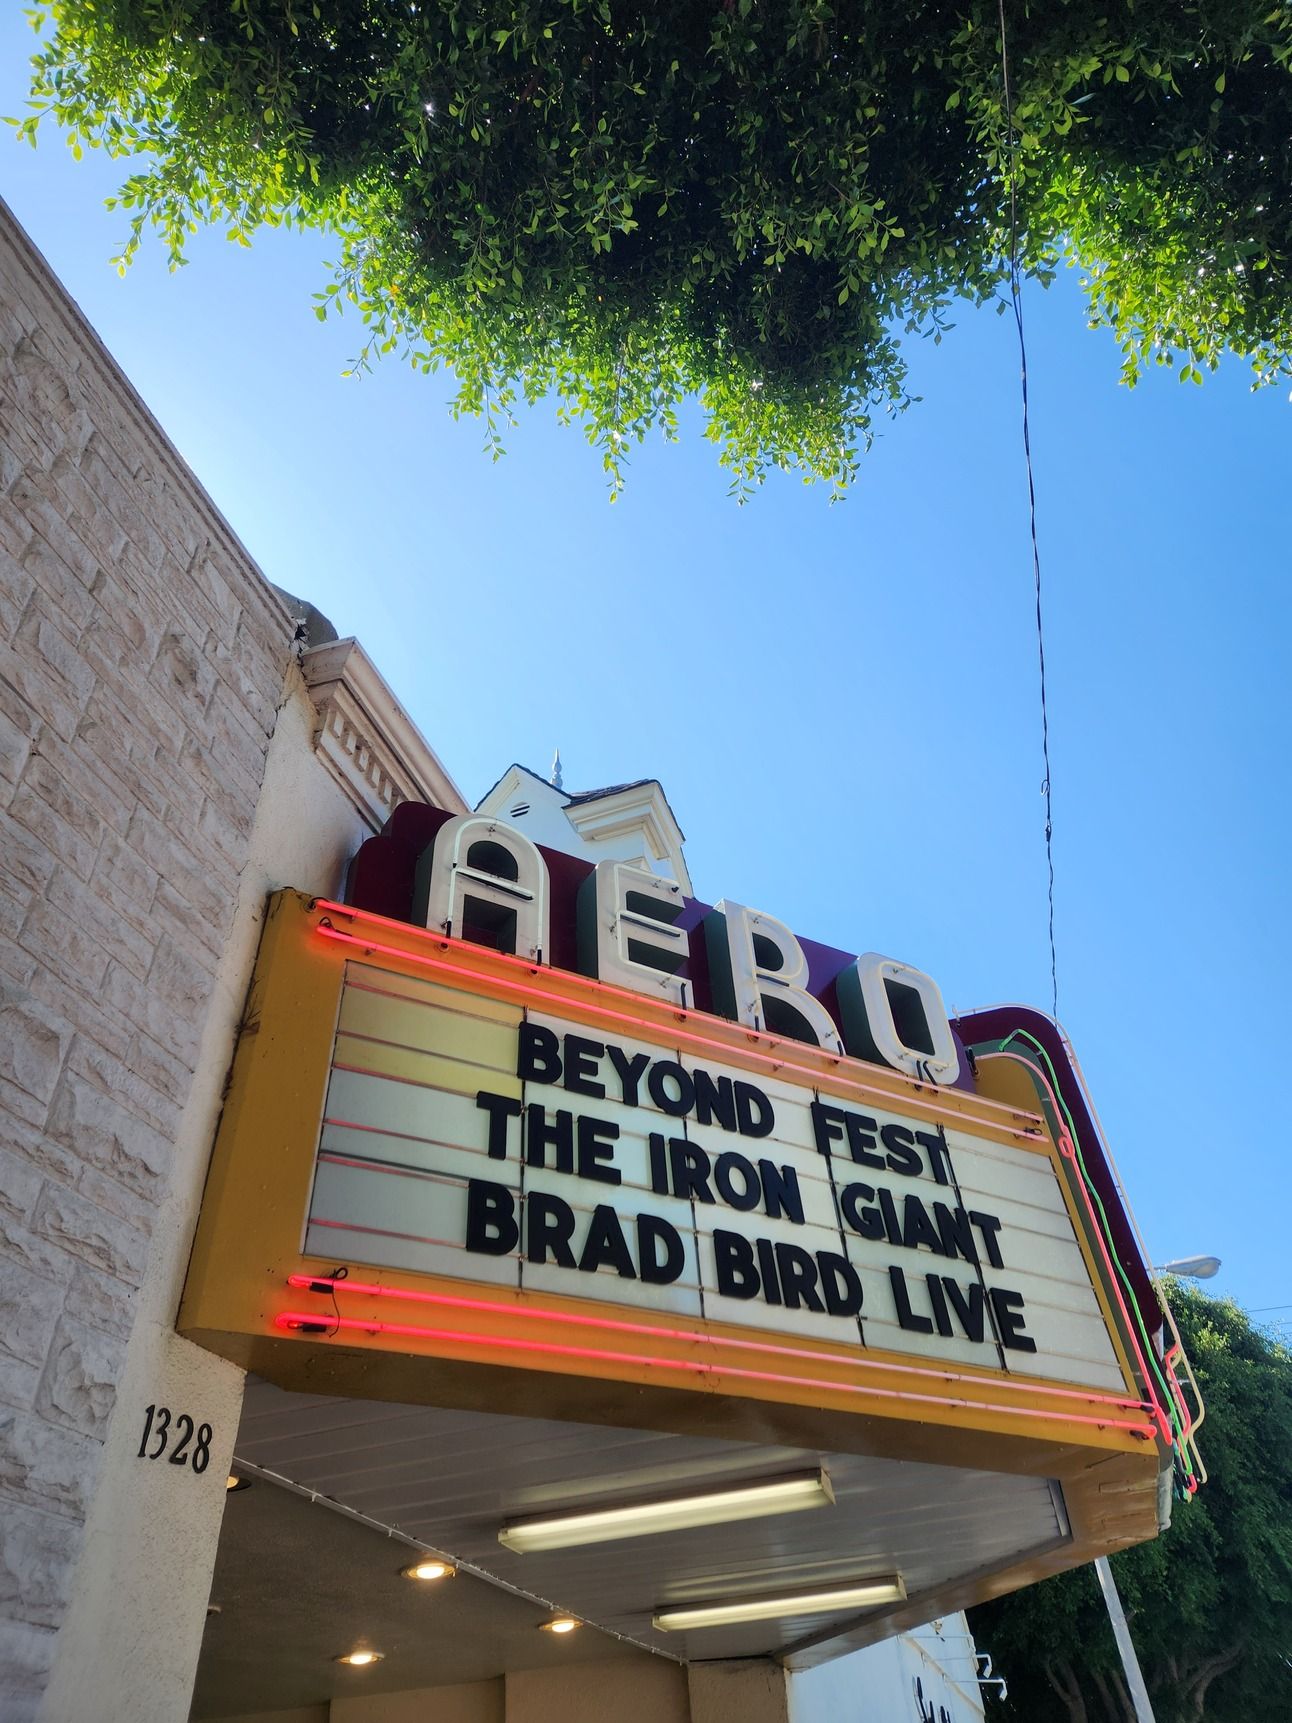 AERO
BEYOND FEST
THE IRON GIANT
BRAD BIRD LIVE
1328